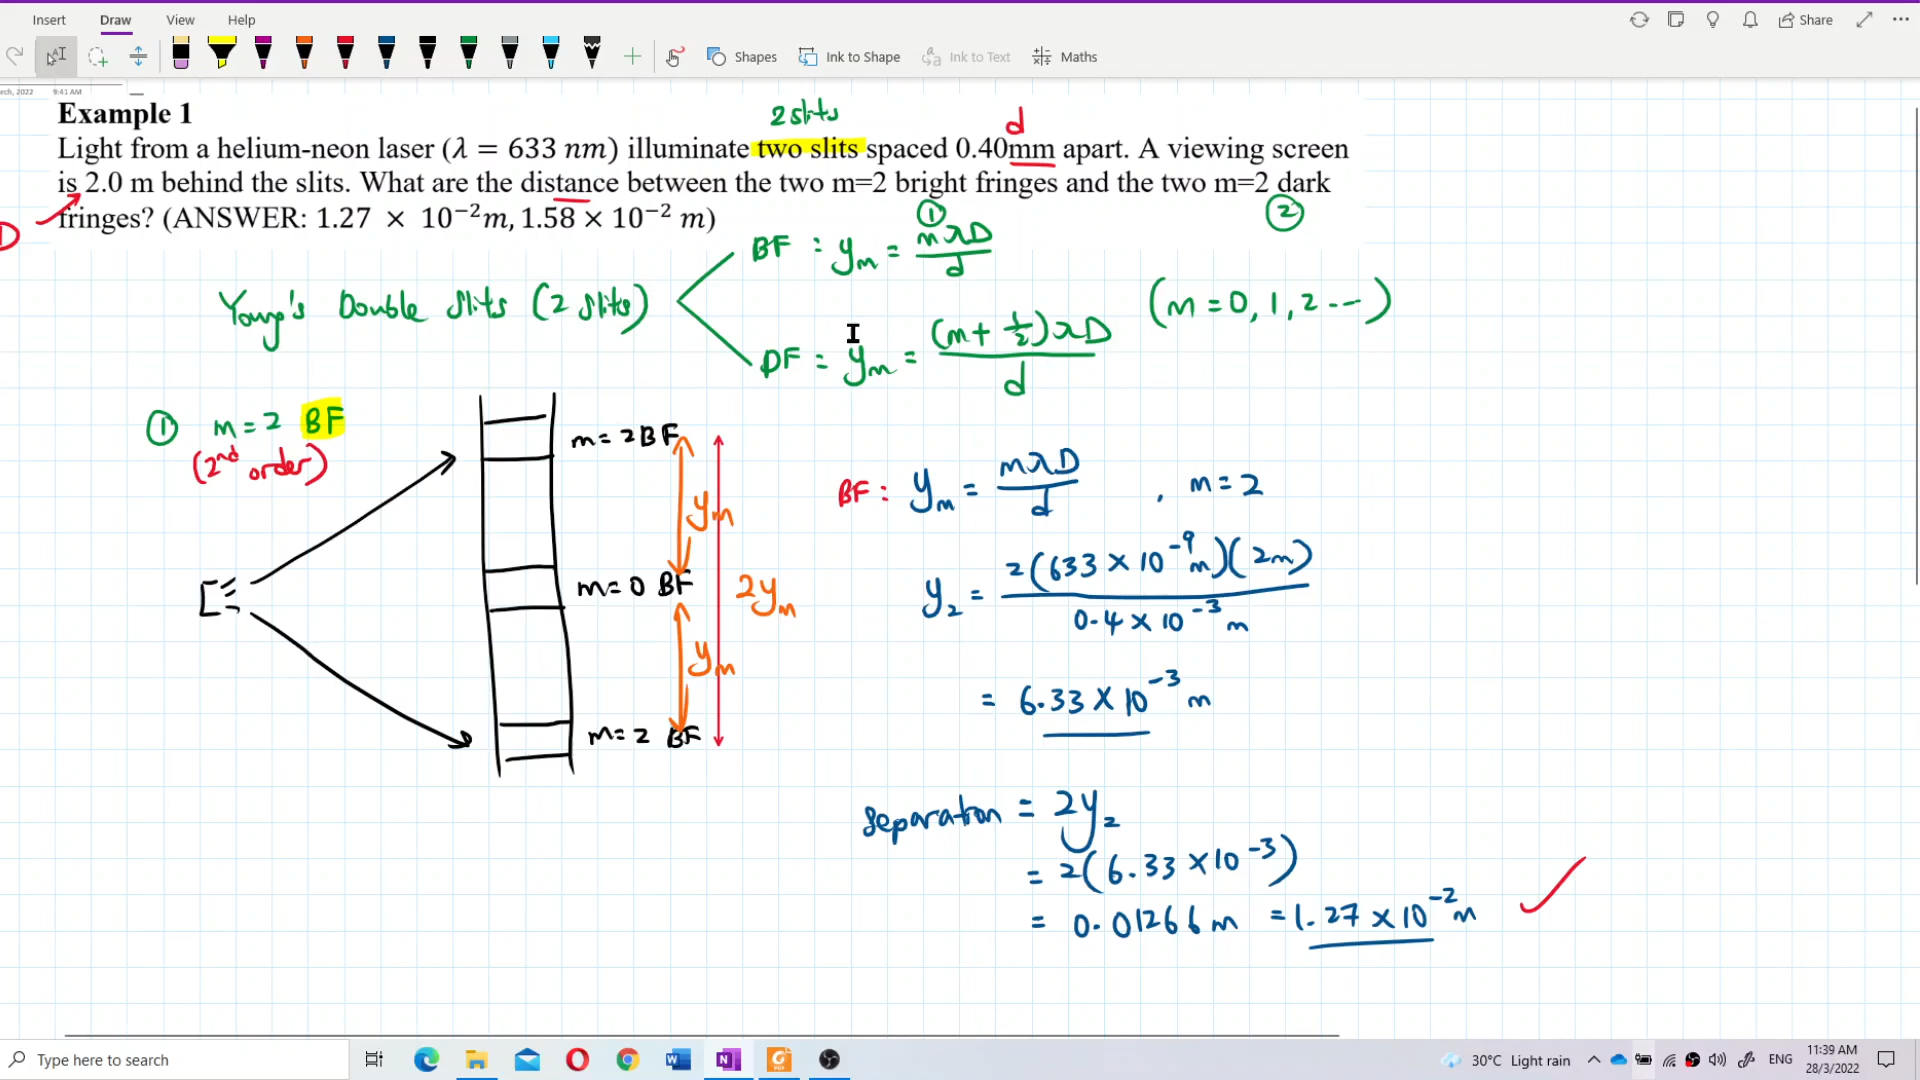 Insert Draw View Help
Share
Shapes Ink to Shape Ink to Text Maths
9:41 AM
Example 1
2 slits
d
Light from a helium-neon laser (λ = 633 nm) illuminate two slits spaced 0.40mm apart. A viewing screen
is 2.0 m behind the slits. What are the distance between the two m=2 bright fringes and the two m=2 dark
fringes? (ANSWER: 1.27 × 10⁻²m, 1.58 × 10⁻² m)
D
① ②
BF : yₘ = mλD/d
Young's Double Slits (2 slits)
(m = 0, 1, 2 ---)
DF = yₘ = (m + ½)λD/d
① m = 2 BF
(2nd order)
m = 2 BF
yₘ
m = 0 BF
2yₘ
yₘ
m = 2 BF
BF : yₘ = mλD/d , m = 2
y₂ = 2(633 × 10⁻⁹m)(2m)/0.4 × 10⁻³ m
= 6.33 × 10⁻³ m
Separation = 2y₂
= 2(6.33 × 10⁻³)
= 0.01266 m = 1.27 × 10⁻² m
Type here to search
30°C Light rain
ENG
11:39 AM
28/3/2022